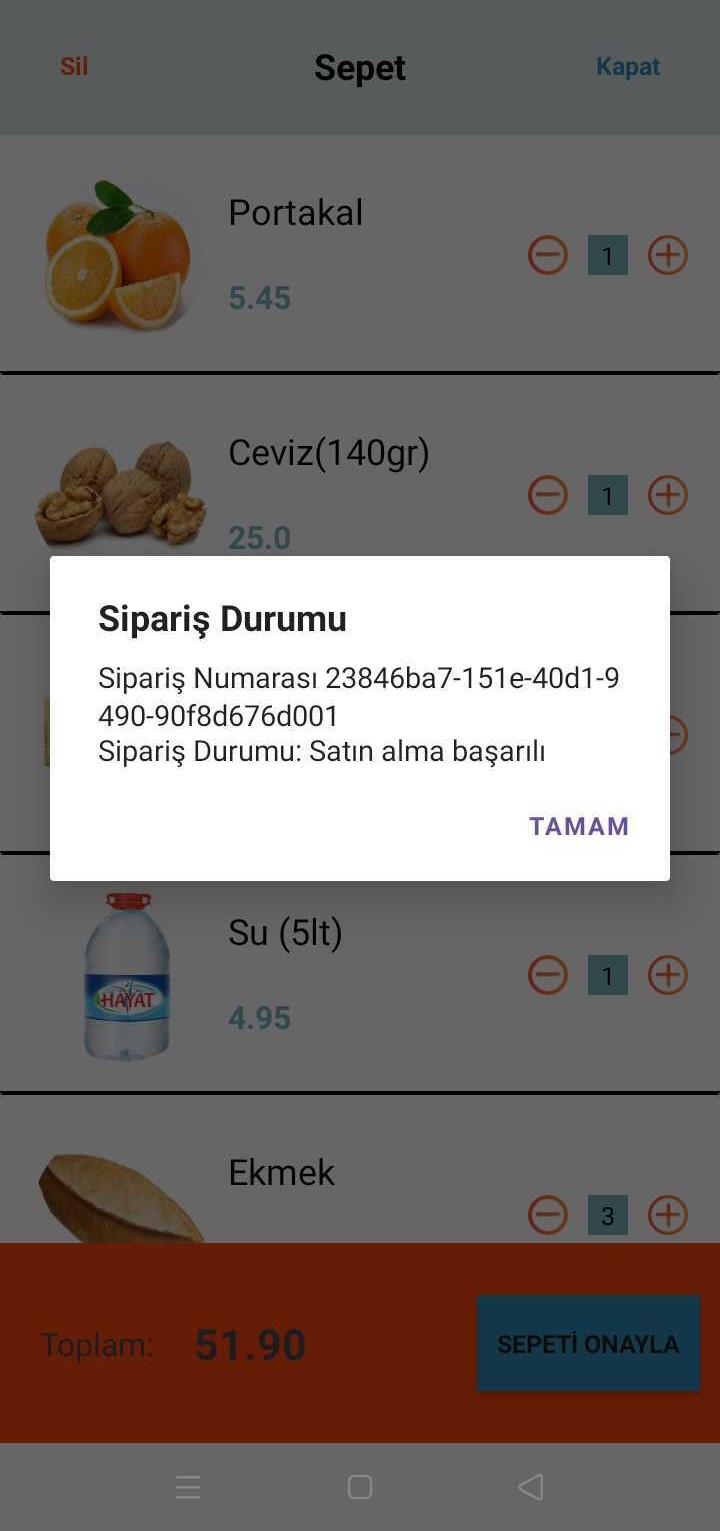 Sil
Sepet
Kapat
Portakal
1
5.45
Ceviz(140gr)
1
25.0
Sipariş Durumu
Sipariş Numarası 23846ba7-151e-40d1-9
490-90f8d676d001
Sipariş Durumu: Satın alma başarılı
TAMAM
Su (5lt)
HAYAT
1
4.95
Ekmek
3
Toplam: 51.90
SEPETİ ONAYLA